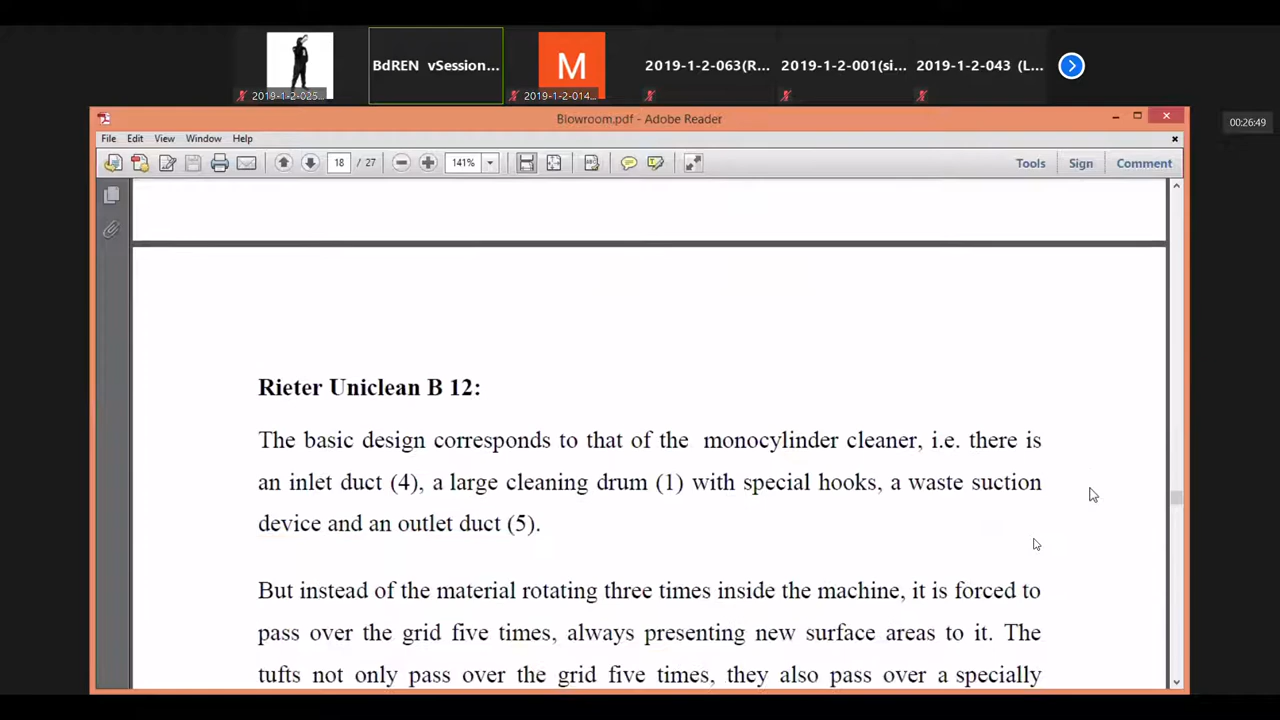 M
BdREN vSession...
2019-1-2-063(R...
2019-1-2-001(si...
2019-1-2-043 (L...
2019-1-2-025...
2019-1-2-014...
Blowroom.pdf - Adobe Reader
00:26:49
File Edit View Window Help
18 / 27
141%
Tools
Sign
Comment
Rieter Uniclean B 12:
The basic design corresponds to that of the monocylinder cleaner, i.e. there is
an inlet duct (4), a large cleaning drum (1) with special hooks, a waste suction
device and an outlet duct (5).
But instead of the material rotating three times inside the machine, it is forced to
pass over the grid five times, always presenting new surface areas to it. The
tufts not only pass over the grid five times, they also pass over a specially